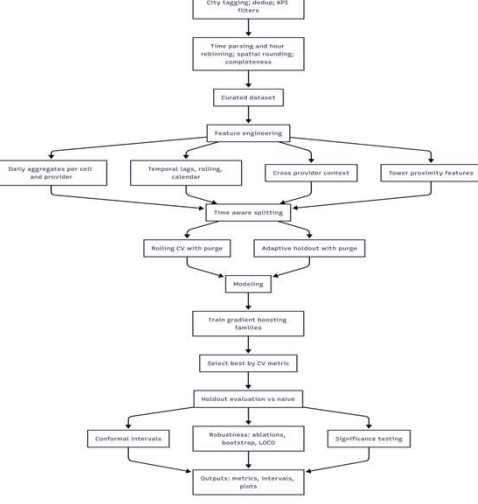 City tagging; dedup; KPI
filters
Time parsing and hour
rebinning; spatial rounding;
completeness
Curated dataset
Feature engineering
Daily aggregates per cell
and provider
Temporal lags, rolling,
calendar
Cross provider context
Tower proximity features
Time aware splitting
Rolling CV with purge
Adaptive holdout with purge
Modeling
Train gradient boosting
families
Select best by CV metric
Holdout evaluation vs naive
Conformal intervals
Robustness: ablations,
bootstrap, LOCO
Significance testing
Outputs: metrics, intervals,
plots